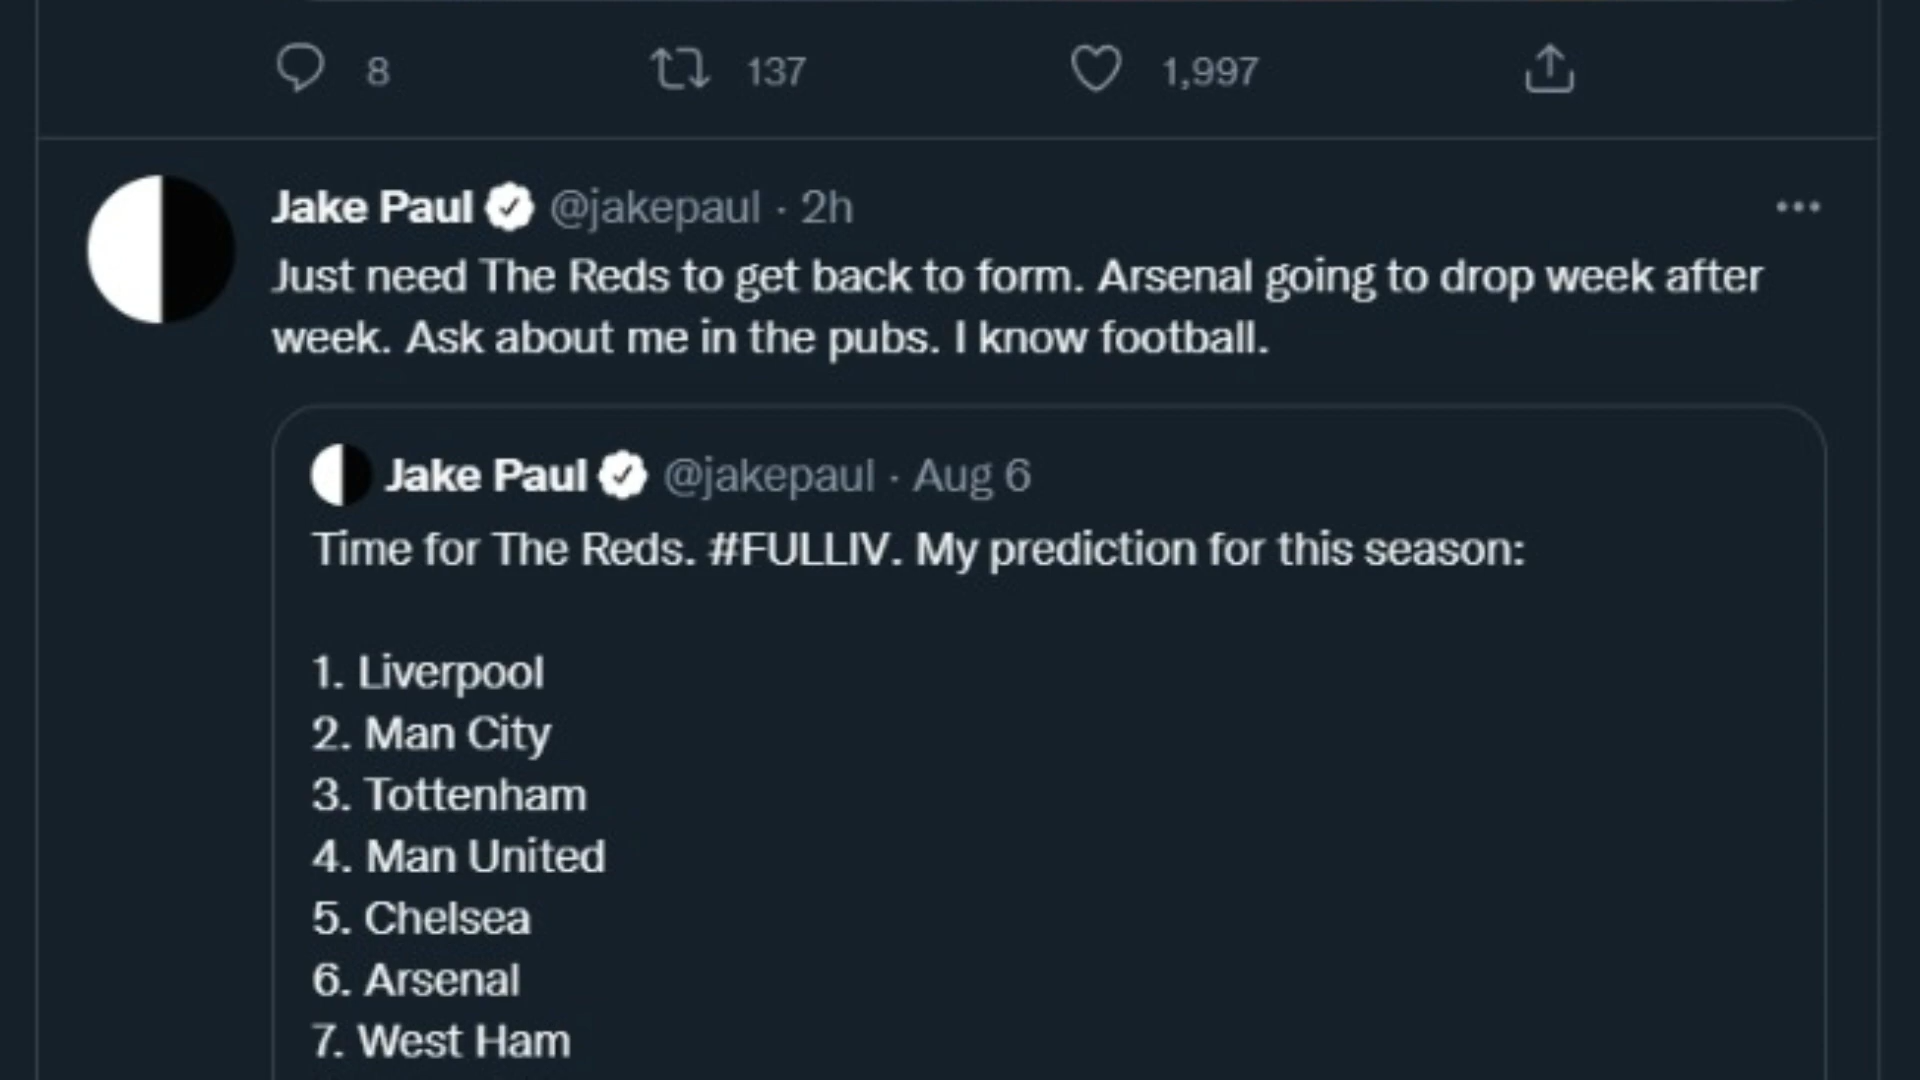 8 137 1,997
Jake Paul @jakepaul · 2h
Just need The Reds to get back to form. Arsenal going to drop week after
week. Ask about me in the pubs. I know football.
Jake Paul @jakepaul · Aug 6
Time for The Reds. #FULLIV. My prediction for this season:
1. Liverpool
2. Man City
3. Tottenham
4. Man United
5. Chelsea
6. Arsenal
7. West Ham